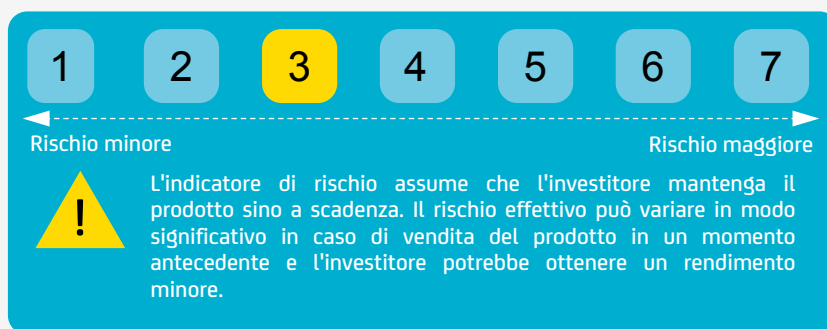 1 2 3 4 5 6 7
Rischio minore Rischio maggiore
! L'indicatore di rischio assume che l'investitore mantenga il
prodotto sino a scadenza. Il rischio effettivo può variare in modo
significativo in caso di vendita del prodotto in un momento
antecedente e l'investitore potrebbe ottenere un rendimento
minore.